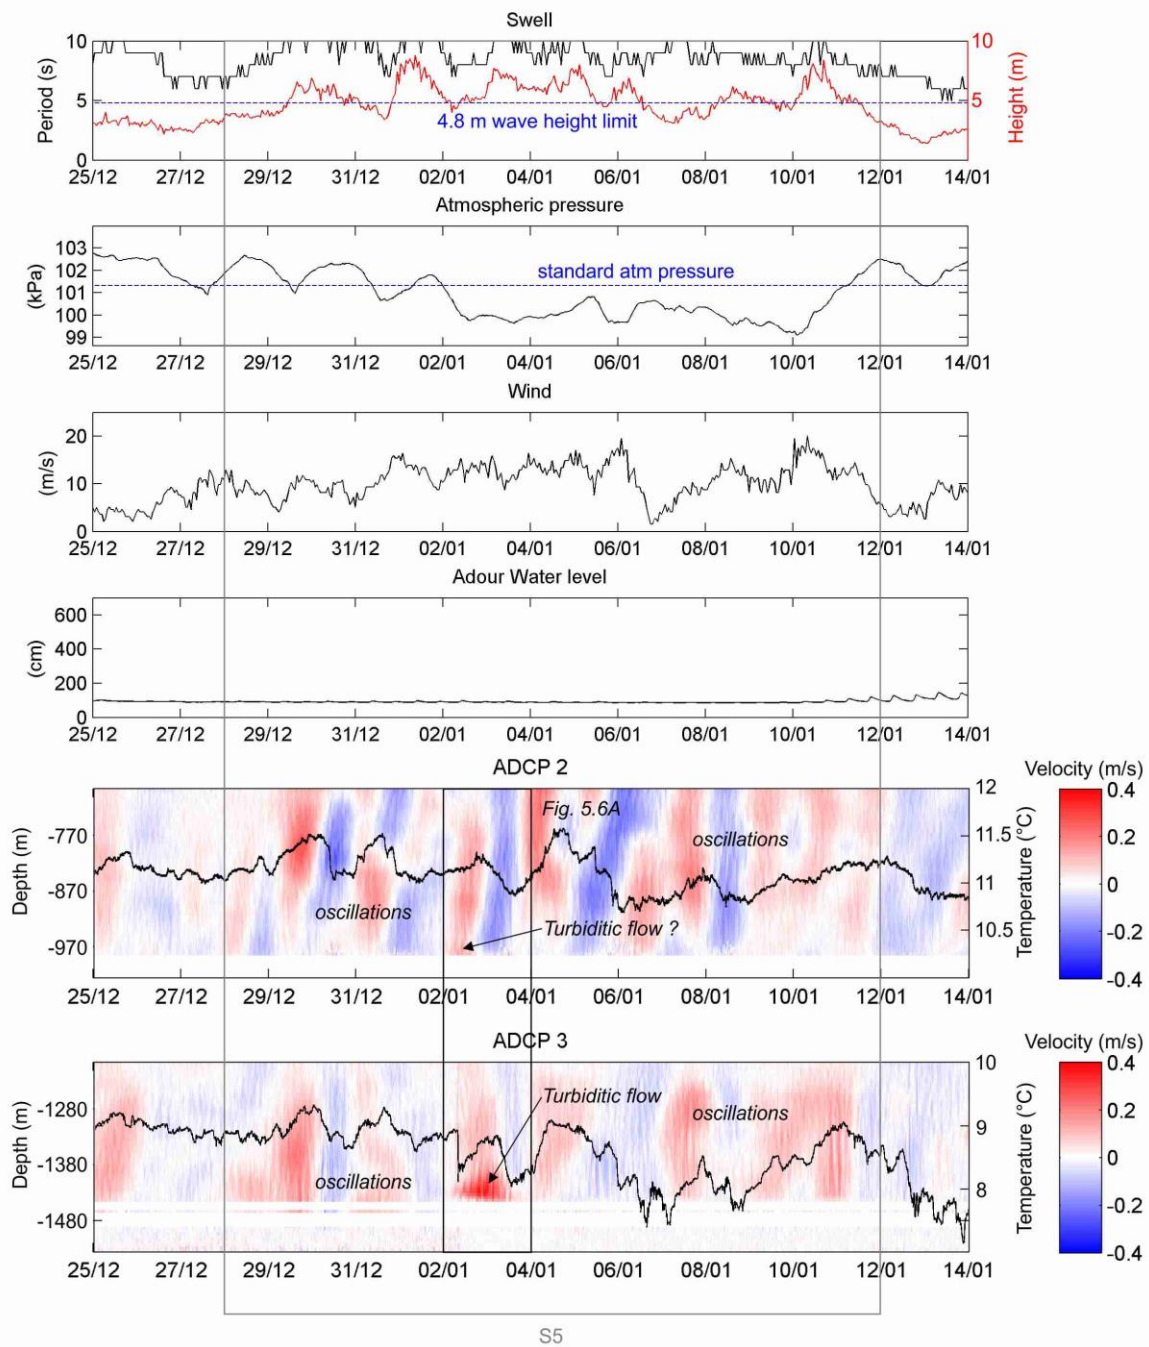 Swell
10
5
0
Period (s)
10
5
Height (m)
4.8 m wave height limit
25/12 27/12 29/12 31/12 02/01 04/01 06/01 08/01 10/01 12/01 14/01
Atmospheric pressure
103
102
101
100
99
(kPa)
standard atm pressure
25/12 27/12 29/12 31/12 02/01 04/01 06/01 08/01 10/01 12/01 14/01
Wind
20
10
0
(m/s)
25/12 27/12 29/12 31/12 02/01 04/01 06/01 08/01 10/01 12/01 14/01
Adour Water level
600
400
200
0
(cm)
25/12 27/12 29/12 31/12 02/01 04/01 06/01 08/01 10/01 12/01 14/01
ADCP 2
-770
-870
-970
Depth (m)
Fig. 5.6A
oscillations
oscillations
Turbiditic flow ?
12
11.5
11
10.5
Temperature (°C)
Velocity (m/s)
0.4
0.2
0
-0.2
-0.4
25/12 27/12 29/12 31/12 02/01 04/01 06/01 08/01 10/01 12/01 14/01
ADCP 3
-1280
-1380
-1480
Depth (m)
Turbiditic flow
oscillations
oscillations
10
9
8
Temperature (°C)
Velocity (m/s)
0.4
0.2
0
-0.2
-0.4
25/12 27/12 29/12 31/12 02/01 04/01 06/01 08/01 10/01 12/01 14/01
S5